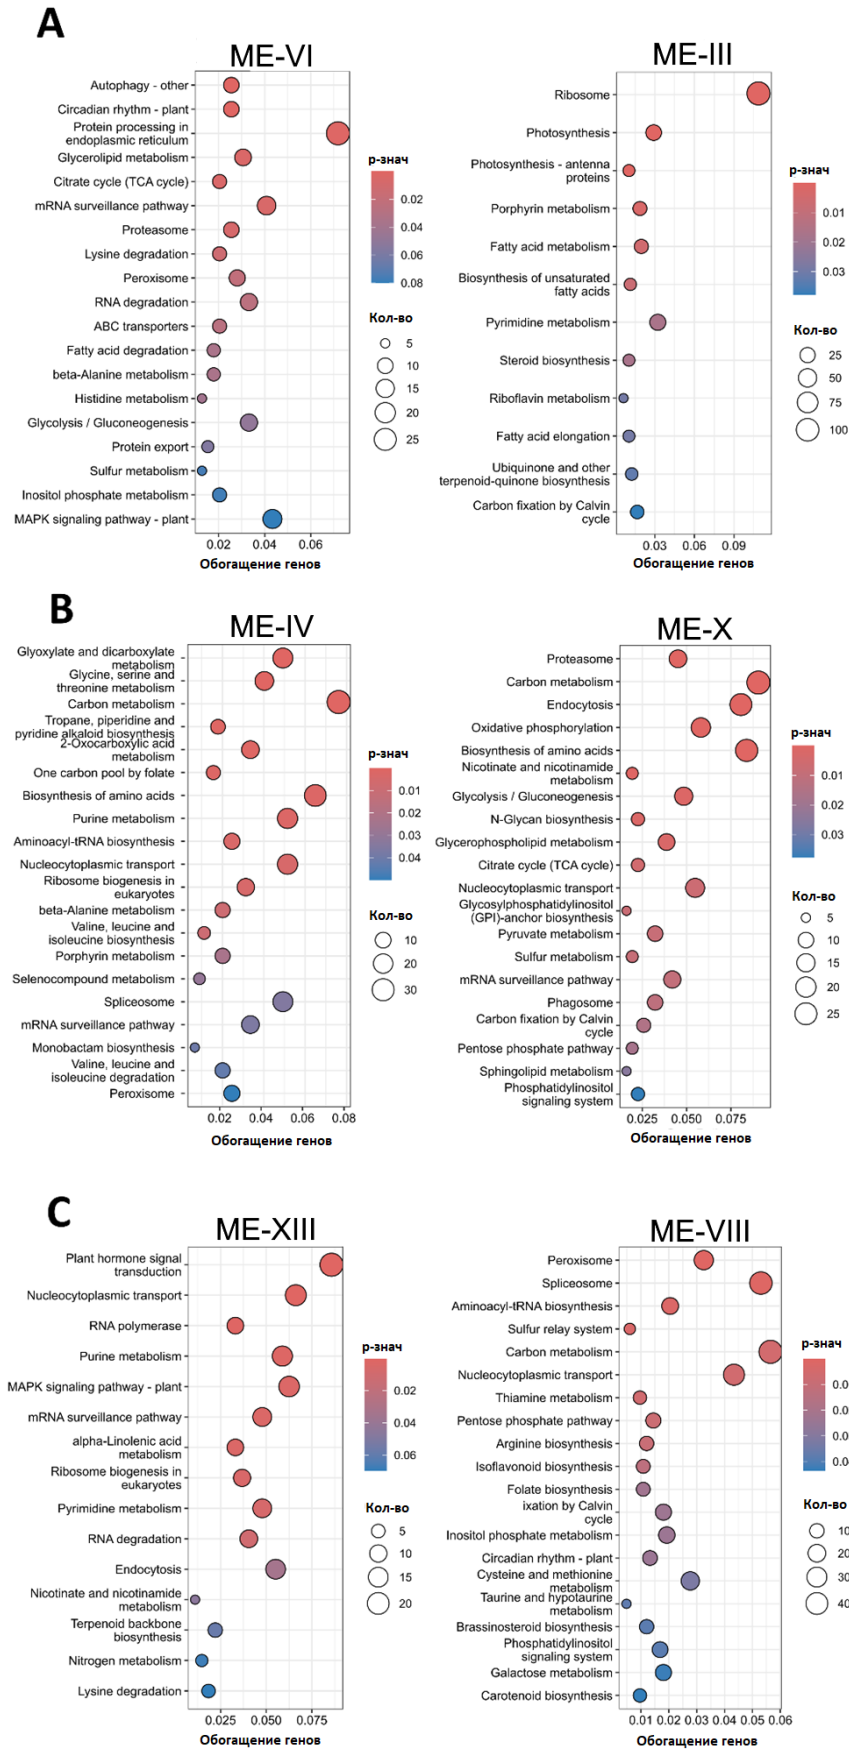 A
ME-VI
Autophagy - other
Circadian rhythm - plant
Protein processing in
endoplasmic reticulum
Glycerolipid metabolism
Citrate cycle (TCA cycle)
mRNA surveillance pathway
Proteasome
Lysine degradation
Peroxisome
RNA degradation
ABC transporters
Fatty acid degradation
beta-Alanine metabolism
Histidine metabolism
Glycolysis / Gluconeogenesis
Protein export
Sulfur metabolism
Inositol phosphate metabolism
MAPK signaling pathway - plant
0.02 0.04 0.06
Обогащение генов
р-знач
0.02
0.04
0.06
0.08
Кол-во
5
10
15
20
25
ME-III
Ribosome
Photosynthesis
Photosynthesis - antenna
proteins
Porphyrin metabolism
Fatty acid metabolism
Biosynthesis of unsaturated
fatty acids
Pyrimidine metabolism
Steroid biosynthesis
Riboflavin metabolism
Fatty acid elongation
Ubiquinone and other
terpenoid-quinone biosynthesis
Carbon fixation by Calvin
cycle
0.03 0.06 0.09
Обогащение генов
р-знач
0.01
0.02
0.03
Кол-во
25
50
75
100
B
ME-IV
Glyoxylate and dicarboxylate
metabolism
Glycine, serine and
threonine metabolism
Carbon metabolism
Tropane, piperidine and
pyridine alkaloid biosynthesis
2-Oxocarboxylic acid
metabolism
One carbon pool by folate
Biosynthesis of amino acids
Purine metabolism
Aminoacyl-tRNA biosynthesis
Nucleocytoplasmic transport
Ribosome biogenesis in
eukaryotes
beta-Alanine metabolism
Valine, leucine and
isoleucine biosynthesis
Porphyrin metabolism
Selenocompound metabolism
Spliceosome
mRNA surveillance pathway
Monobactam biosynthesis
Valine, leucine and
isoleucine degradation
Peroxisome
0.02 0.04 0.06 0.08
Обогащение генов
р-знач
0.01
0.02
0.03
0.04
Кол-во
10
20
30
ME-X
Proteasome
Carbon metabolism
Endocytosis
Oxidative phosphorylation
Biosynthesis of amino acids
Nicotinate and nicotinamide
metabolism
Glycolysis / Gluconeogenesis
N-Glycan biosynthesis
Glycerophospholipid metabolism
Citrate cycle (TCA cycle)
Nucleocytoplasmic transport
Glycosylphosphatidylinositol
(GPI)-anchor biosynthesis
Pyruvate metabolism
Sulfur metabolism
mRNA surveillance pathway
Phagosome
Carbon fixation by Calvin
cycle
Pentose phosphate pathway
Sphingolipid metabolism
Phosphatidylinositol
signaling system
0.025 0.050 0.075
Обогащение генов
р-знач
0.01
0.02
0.03
Кол-во
5
10
15
20
25
C
ME-XIII
Plant hormone signal
transduction
Nucleocytoplasmic transport
RNA polymerase
Purine metabolism
MAPK signaling pathway - plant
mRNA surveillance pathway
alpha-Linolenic acid
metabolism
Ribosome biogenesis in
eukaryotes
Pyrimidine metabolism
RNA degradation
Endocytosis
Nicotinate and nicotinamide
metabolism
Terpenoid backbone
biosynthesis
Nitrogen metabolism
Lysine degradation
0.025 0.050 0.075
Обогащение генов
р-знач
0.02
0.04
0.06
Кол-во
5
10
15
20
ME-VIII
Peroxisome
Spliceosome
Aminoacyl-tRNA biosynthesis
Sulfur relay system
Carbon metabolism
Nucleocytoplasmic transport
Thiamine metabolism
Pentose phosphate pathway
Arginine biosynthesis
Isoflavonoid biosynthesis
Folate biosynthesis
ixation by Calvin
cycle
Inositol phosphate metabolism
Circadian rhythm - plant
Cysteine and methionine
metabolism
Taurine and hypotaurine
metabolism
Brassinosteroid biosynthesis
Phosphatidylinositol
signaling system
Galactose metabolism
Carotenoid biosynthesis
0.01 0.02 0.03 0.04 0.05 0.06
Обогащение генов
р-знач
0.0
0.0
0.0
0.0
Кол-во
10
20
30
40